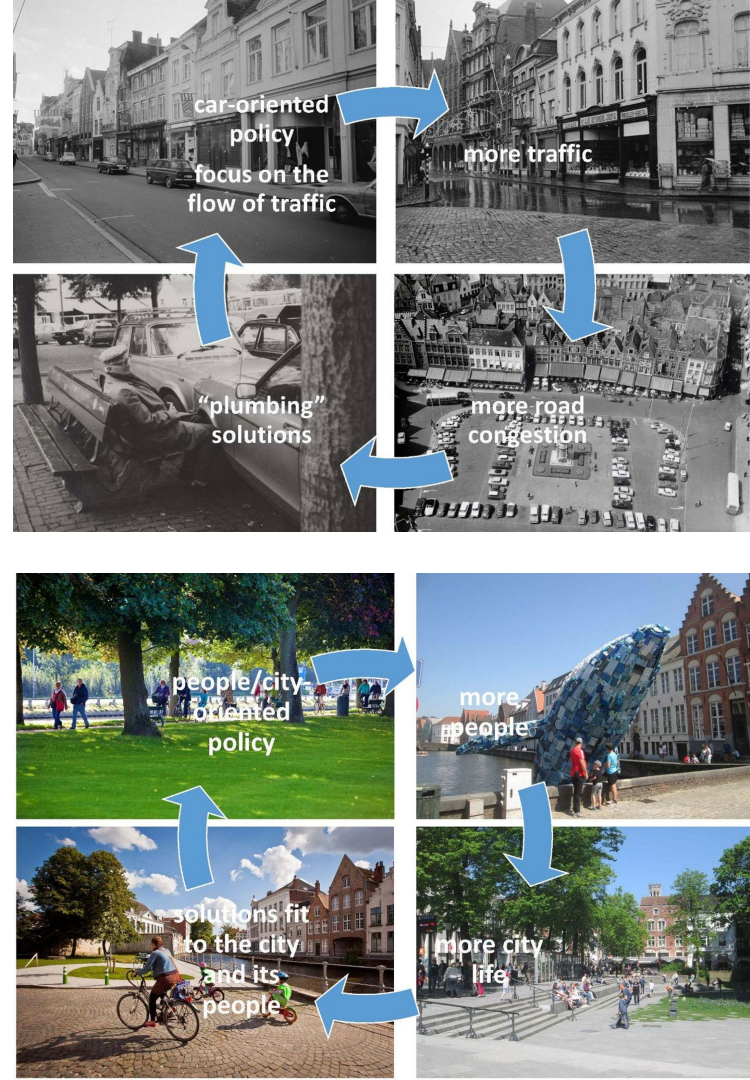 car-oriented
policy
focus on the
flow of traffic
more traffic
"plumbing"
solutions
more road
congestion
people/city-
oriented
policy
more
people
solutions fit
to the city
and its
people
more city
life